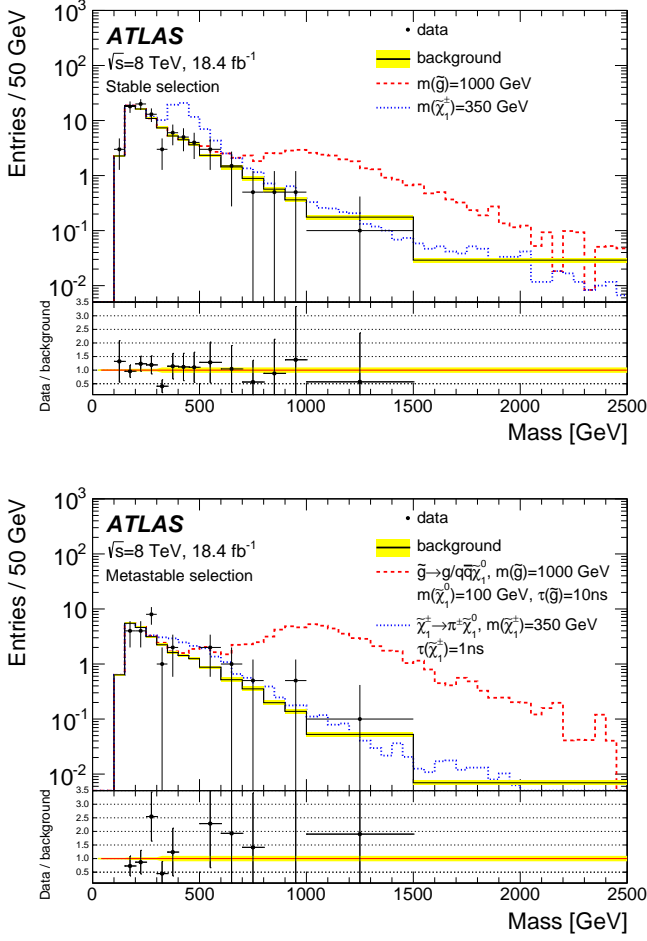 Entries / 50 GeV
10³
10²
10
1
10⁻¹
10⁻²
ATLAS
√s=8 TeV, 18.4 fb⁻¹
Stable selection
data
background
m(g̃)=1000 GeV
m(χ̃₁±)=350 GeV
Data / background
3.5
3.0
2.5
2.0
1.5
1.0
0.5
0 500 1000 1500 2000 2500
Mass [GeV]
Entries / 50 GeV
10³
10²
10
1
10⁻¹
10⁻²
ATLAS
√s=8 TeV, 18.4 fb⁻¹
Metastable selection
data
background
g̃→g/qq̄χ̃₁⁰, m(g̃)=1000 GeV
m(χ̃₁⁰)=100 GeV, τ(g̃)=10ns
χ̃₁±→π±χ̃₁⁰, m(χ̃₁±)=350 GeV
τ(χ̃₁±)=1ns
Data / background
3.5
3.0
2.5
2.0
1.5
1.0
0.5
0 500 1000 1500 2000 2500
Mass [GeV]